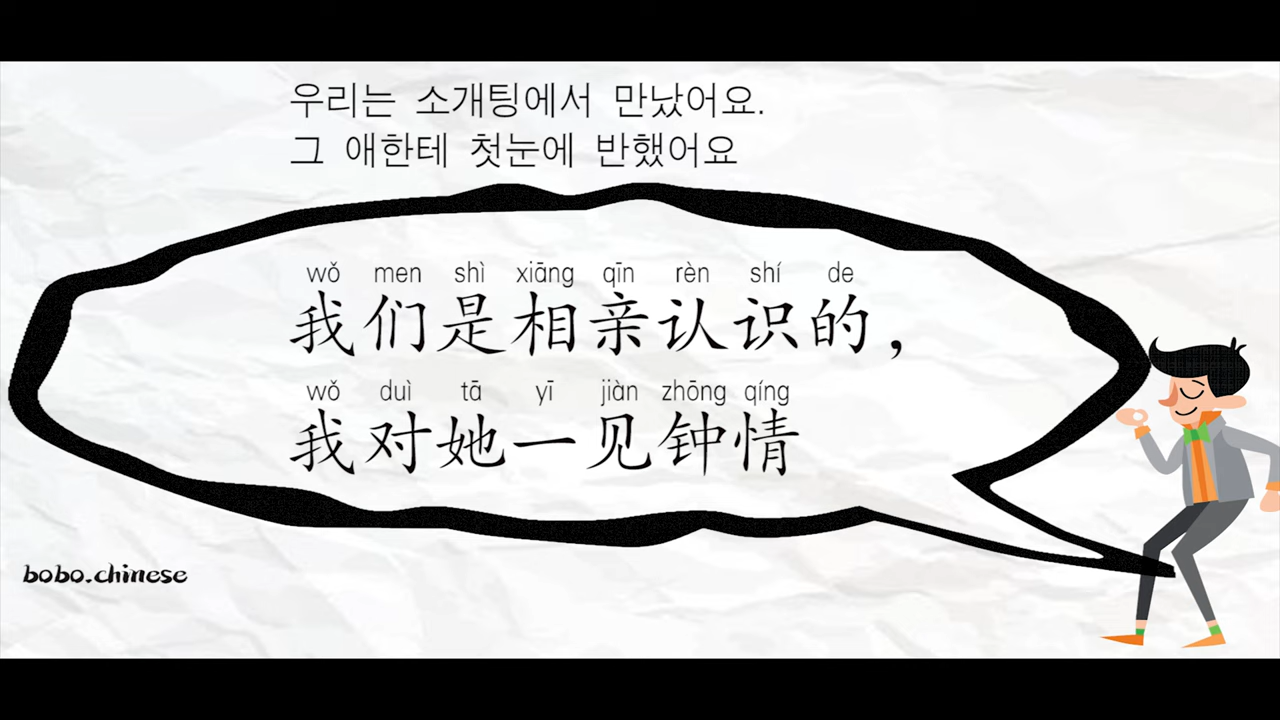 우리는 소개팅에서 만났어요.
그 애한테 첫눈에 반했어요
wǒ men shì xiāng qīn rèn shí de
我们是相亲认识的，
wǒ duì tā yī jiàn zhōng qíng
我对她一见钟情
bobo.chinese